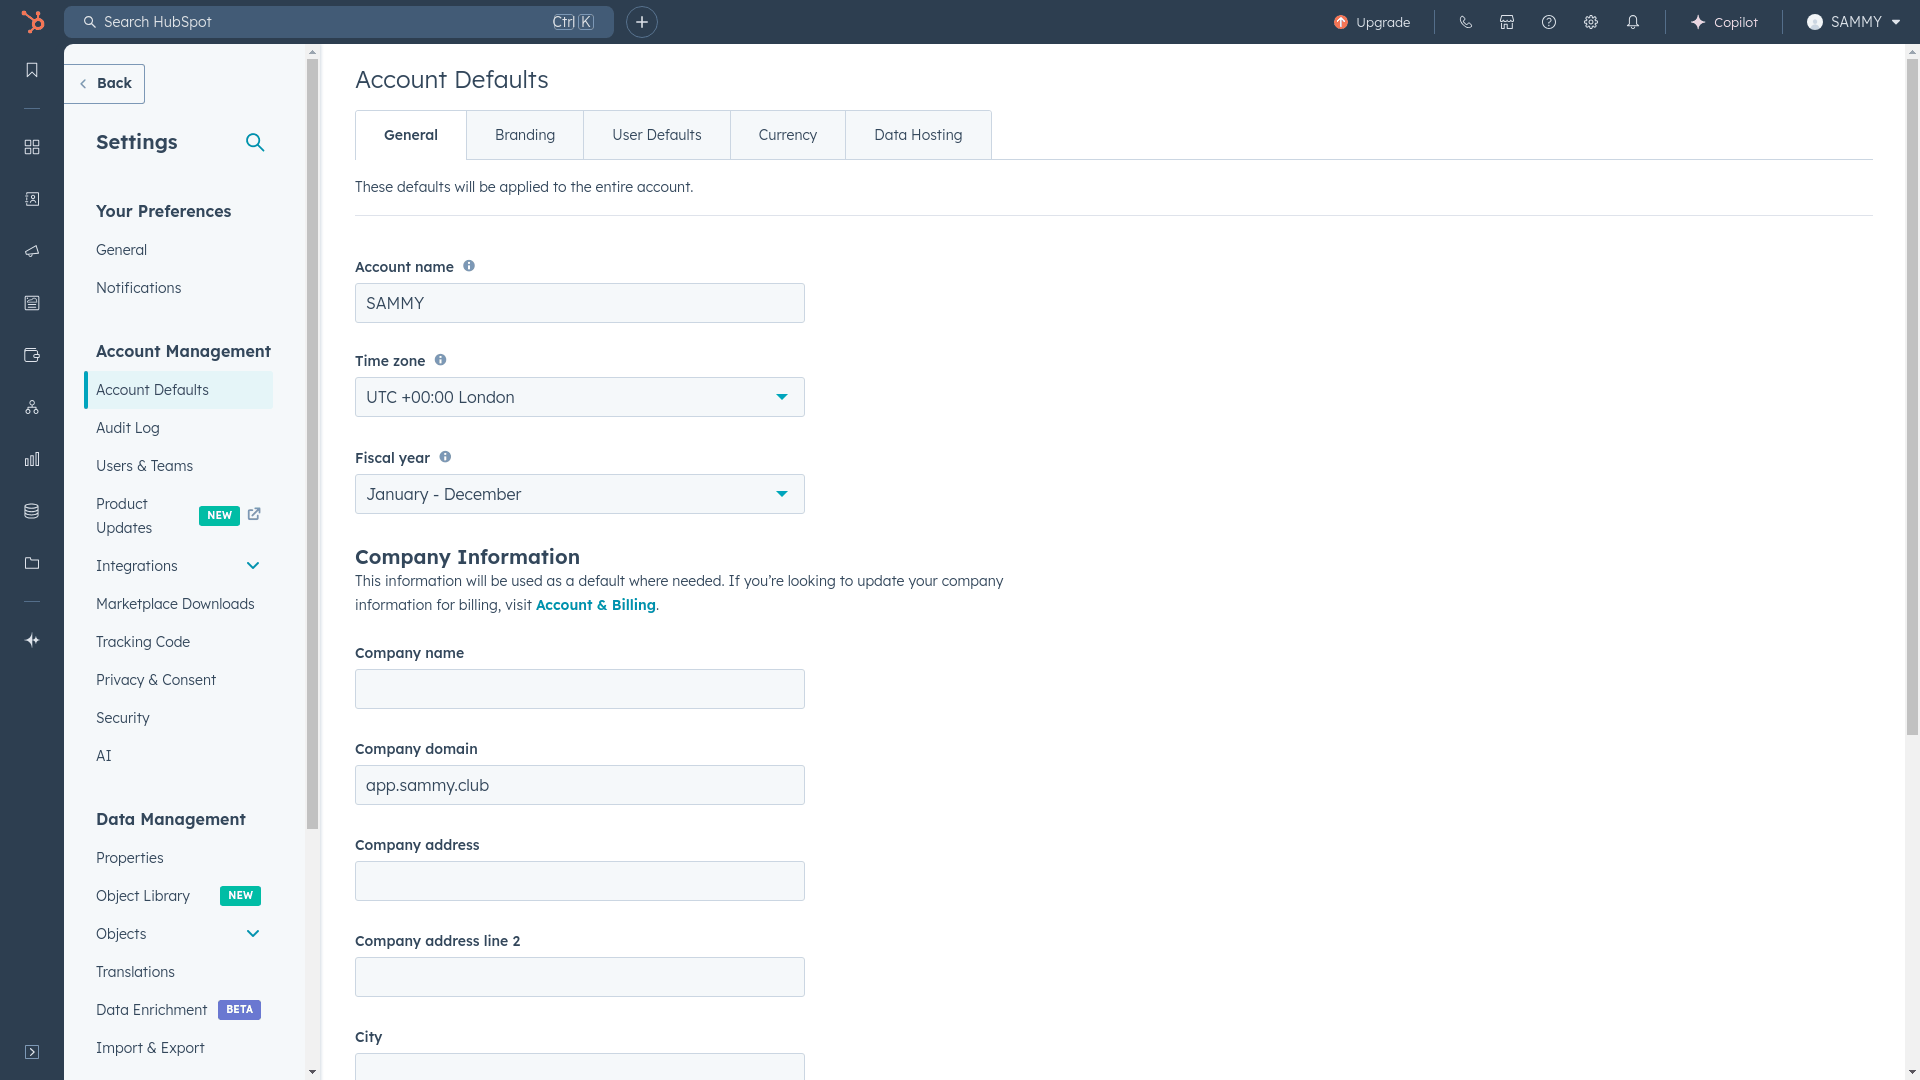 Search HubSpot
Ctrl K
Upgrade
Copilot
SAMMY
Back
Settings
Your Preferences
General
Notifications
Account Management
Account Defaults
Audit Log
Users & Teams
Product
Updates
NEW
Integrations
Marketplace Downloads
Tracking Code
Privacy & Consent
Security
AI
Data Management
Properties
Object Library NEW
Objects
Translations
Data Enrichment BETA
Import & Export
Account Defaults
General
Branding
User Defaults
Currency
Data Hosting
These defaults will be applied to the entire account.
Account name
SAMMY
Time zone
UTC +00:00 London
Fiscal year
January - December
Company Information
This information will be used as a default where needed. If you’re looking to update your company
information for billing, visit Account & Billing.
Company name
Company domain
app.sammy.club
Company address
Company address line 2
City